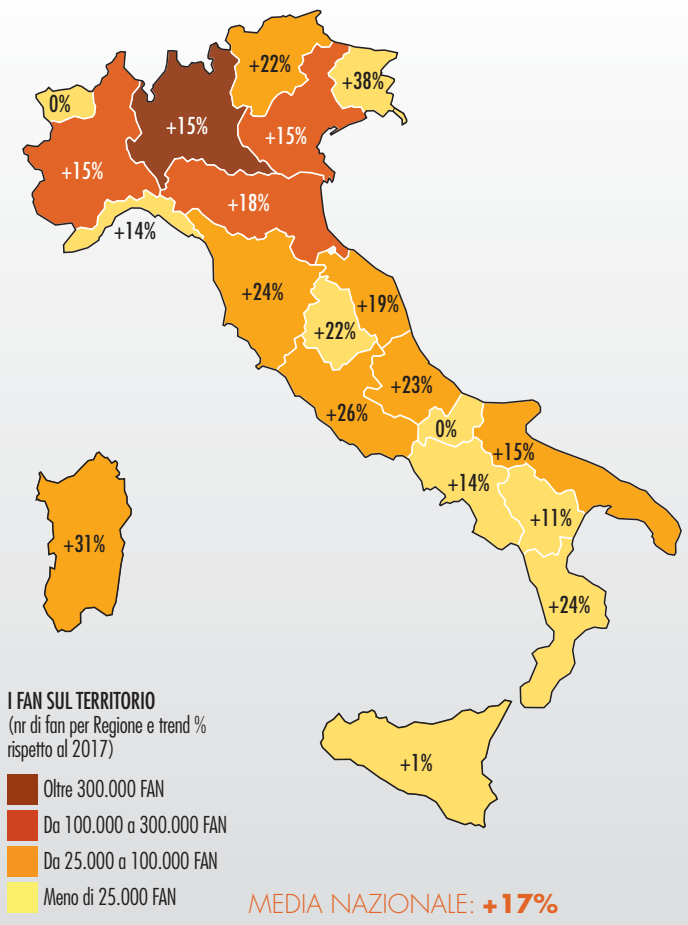 +22%
+38%
0%
+15%
+15%
+15%
+18%
+14%
+24%
+19%
+22%
+23%
+26%
0%
+15%
+14%
+11%
+31%
+24%
I FAN SUL TERRITORIO
(nr di fan per Regione e trend %
rispetto al 2017)
+1%
Oltre 300.000 FAN
Da 100.000 a 300.000 FAN
Da 25.000 a 100.000 FAN
Meno di 25.000 FAN
MEDIA NAZIONALE: +17%